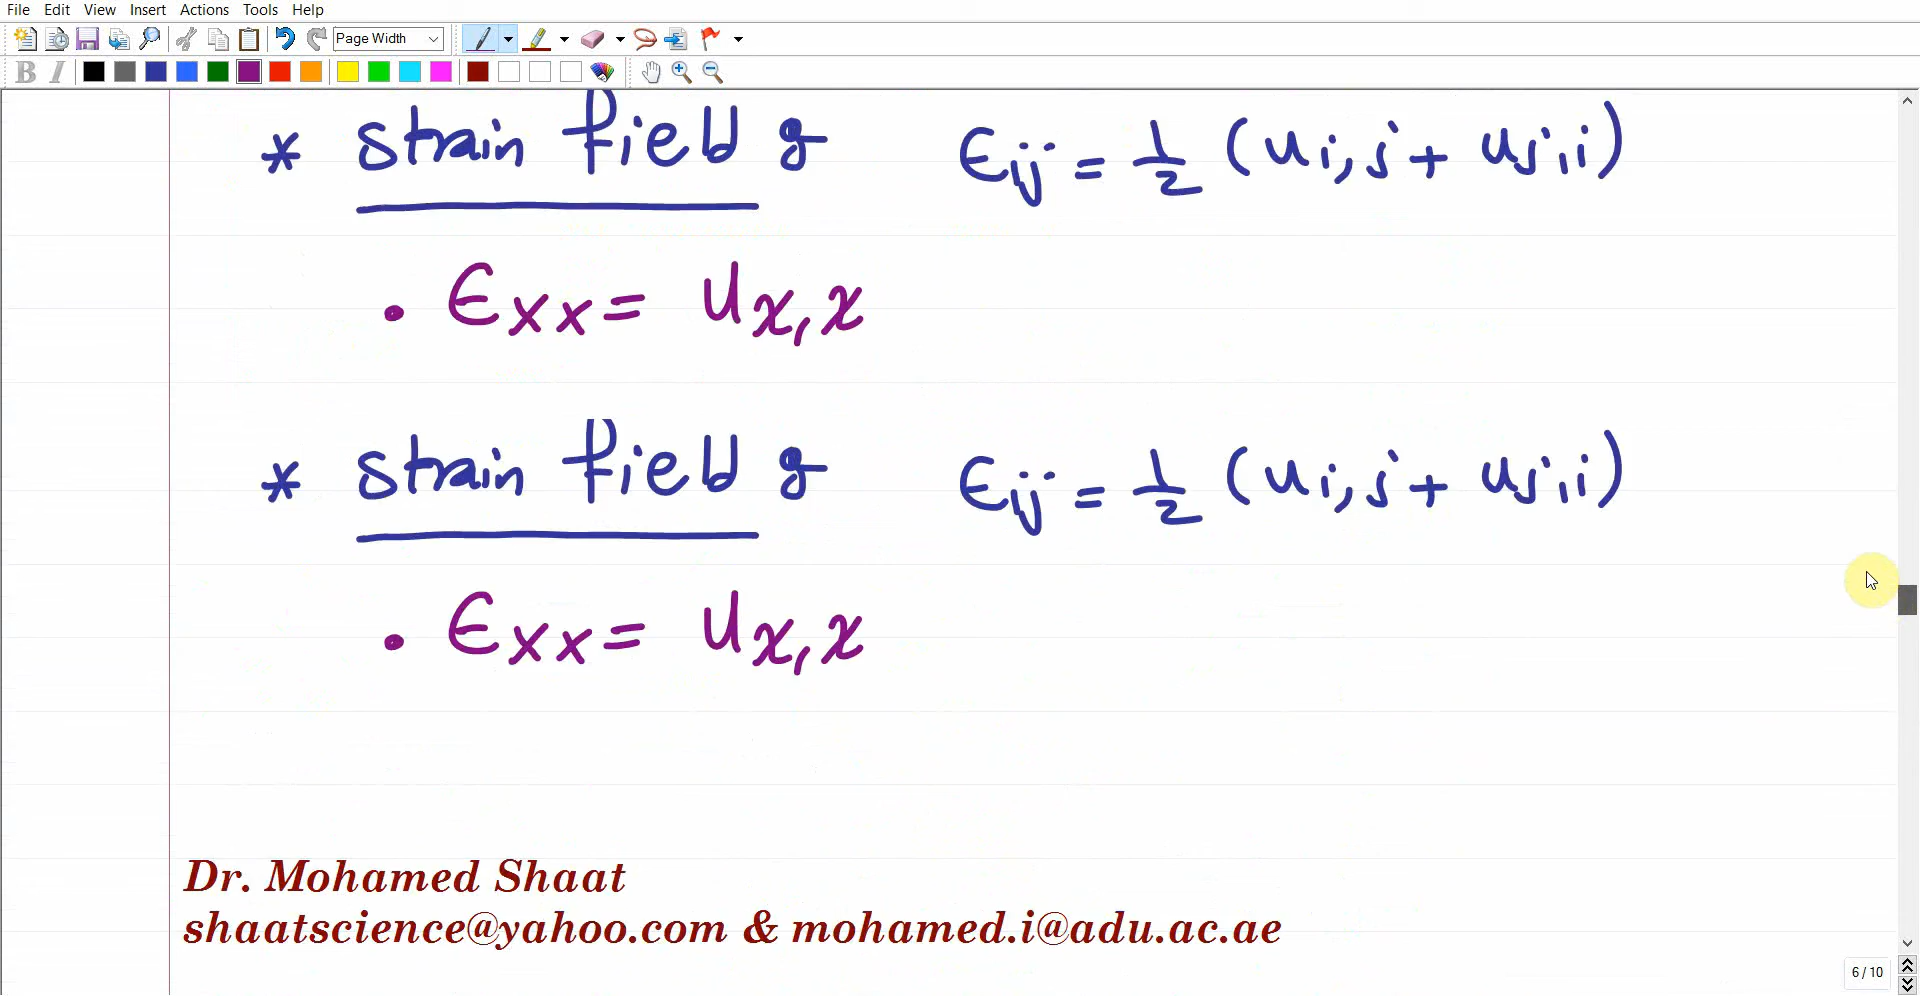 File Edit View Insert Actions Tools Help
Page Width
B I
* strain field :
ϵij = 1/2 (ui,j + uj,i)
• ϵxx = ux,x
* strain field :
ϵij = 1/2 (ui,j + uj,i)
• ϵxx = ux,x
Dr. Mohamed Shaat
shaatscience@yahoo.com & mohamed.i@adu.ac.ae
6 / 10